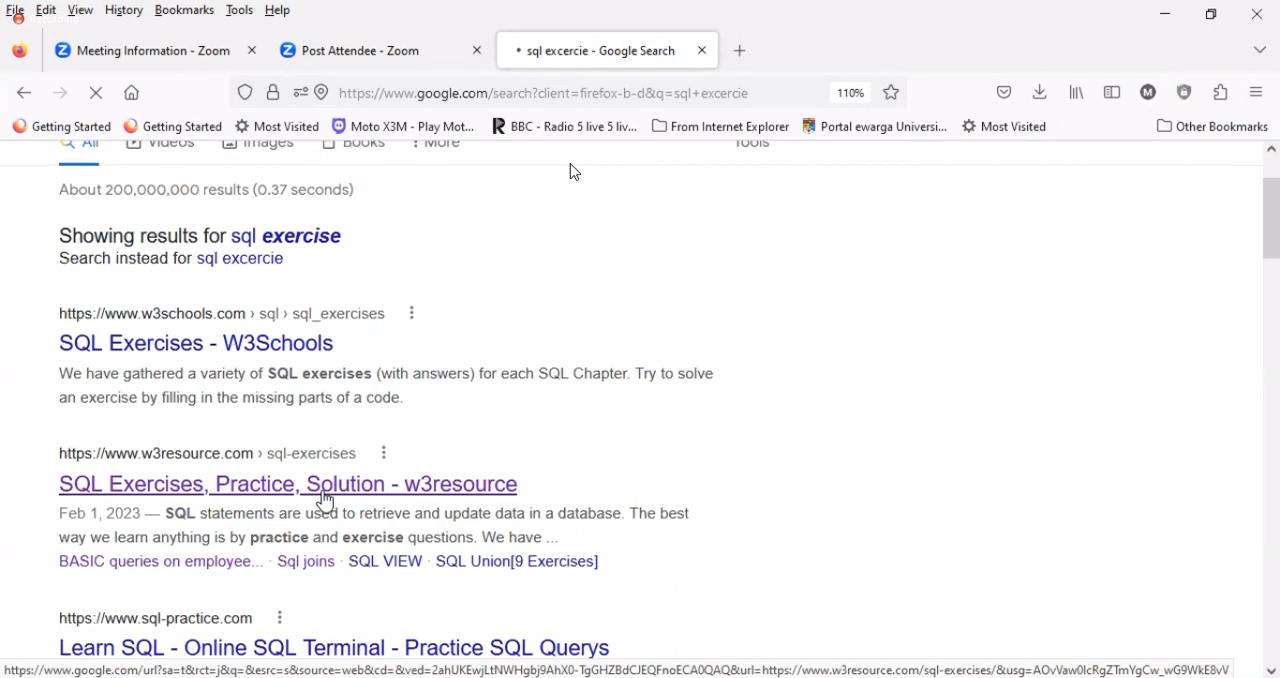 File Edit View History Bookmarks Tools Help
Meeting Information - Zoom Post Attendee - Zoom sql excercie - Google Search
https://www.google.com/search?client=firefox-b-d&q=sql+excercie 110%
Getting Started Getting Started Most Visited Moto X3M - Play Mot... BBC - Radio 5 live 5 liv... From Internet Explorer Portal ewarga Universi... Most Visited Other Bookmarks
All Videos Images Books More Tools
About 200,000,000 results (0.37 seconds)
Showing results for sql exercise
Search instead for sql excercie
https://www.w3schools.com › sql › sql_exercises
SQL Exercises - W3Schools
We have gathered a variety of SQL exercises (with answers) for each SQL Chapter. Try to solve
an exercise by filling in the missing parts of a code.
https://www.w3resource.com › sql-exercises
SQL Exercises, Practice, Solution - w3resource
Feb 1, 2023 — SQL statements are used to retrieve and update data in a database. The best
way we learn anything is by practice and exercise questions. We have ...
BASIC queries on employee... · Sql joins · SQL VIEW · SQL Union[9 Exercises]
https://www.sql-practice.com
Learn SQL - Online SQL Terminal - Practice SQL Querys
https://www.google.com/url?sa=t&rct=j&q=&esrc=s&source=web&cd=&ved=2ahUKEwjLtNWHgbj9AhX0-TgGHZBdCJEQFnoECA0QAQ&url=https://www.w3resource.com/sql-exercises/&usg=AOvVaw0lcRgZTmYgCw_wG9WkE8vV